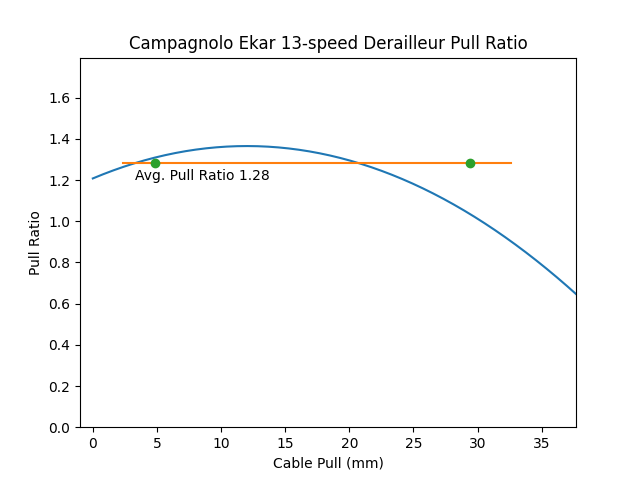 Campagnolo Ekar 13-speed Derailleur Pull Ratio
1.6
1.4
1.2
1.0
0.8
0.6
0.4
0.2
0.0
Pull Ratio
Avg. Pull Ratio 1.28
0 5 10 15 20 25 30 35
Cable Pull (mm)